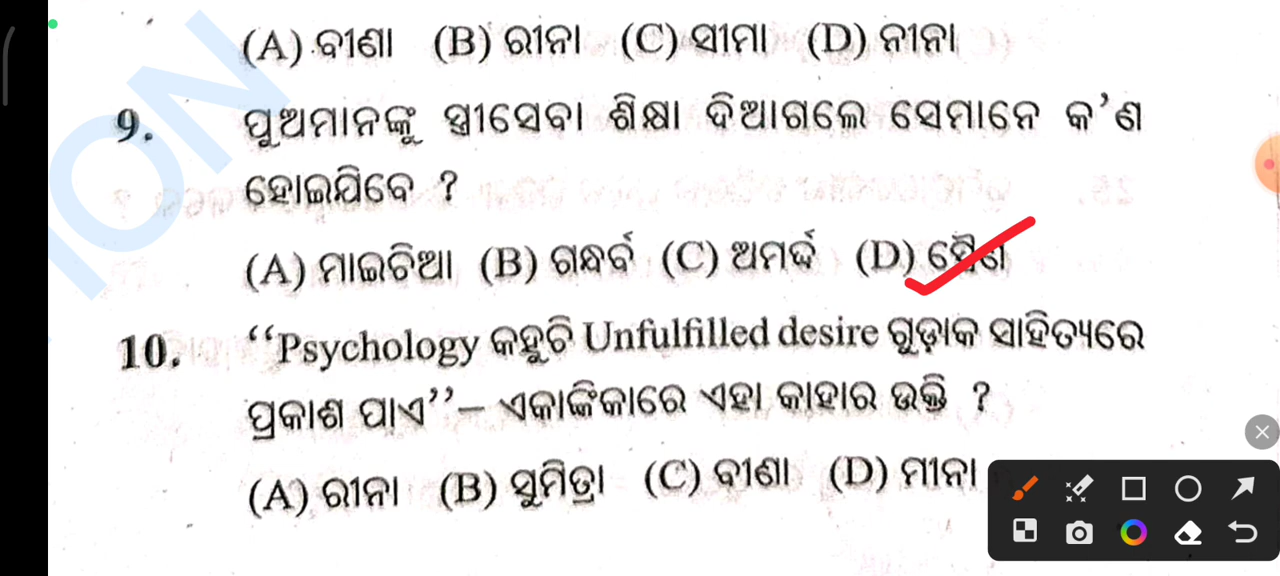 (A) ବୀଣା (B) ରୀନା (C) ସୀମା (D) ନୀନା
9. ପୁଅମାନଙ୍କୁ ସ୍ତ୍ରୀସେବା ଶିକ୍ଷା ଦିଆଗଲେ ସେମାନେ କ'ଣ
ହୋଇଯିବେ ?
(A) ମାଇଚିଆ (B) ଗନ୍ଧର୍ବ (C) ଅମର୍ଦ୍ଦ (D) ସ୍ତ୍ରୈଣ
10. “Psychology କହୁଚି Unfulfilled desire ଗୁଡ଼ାକ ସାହିତ୍ୟରେ
ପ୍ରକାଶ ପାଏ”– ଏକାଙ୍କିକାରେ ଏହା କାହାର ଉକ୍ତି ?
(A) ରୀନା (B) ସୁମିତ୍ରା (C) ବୀଣା (D) ମୀନା
ION